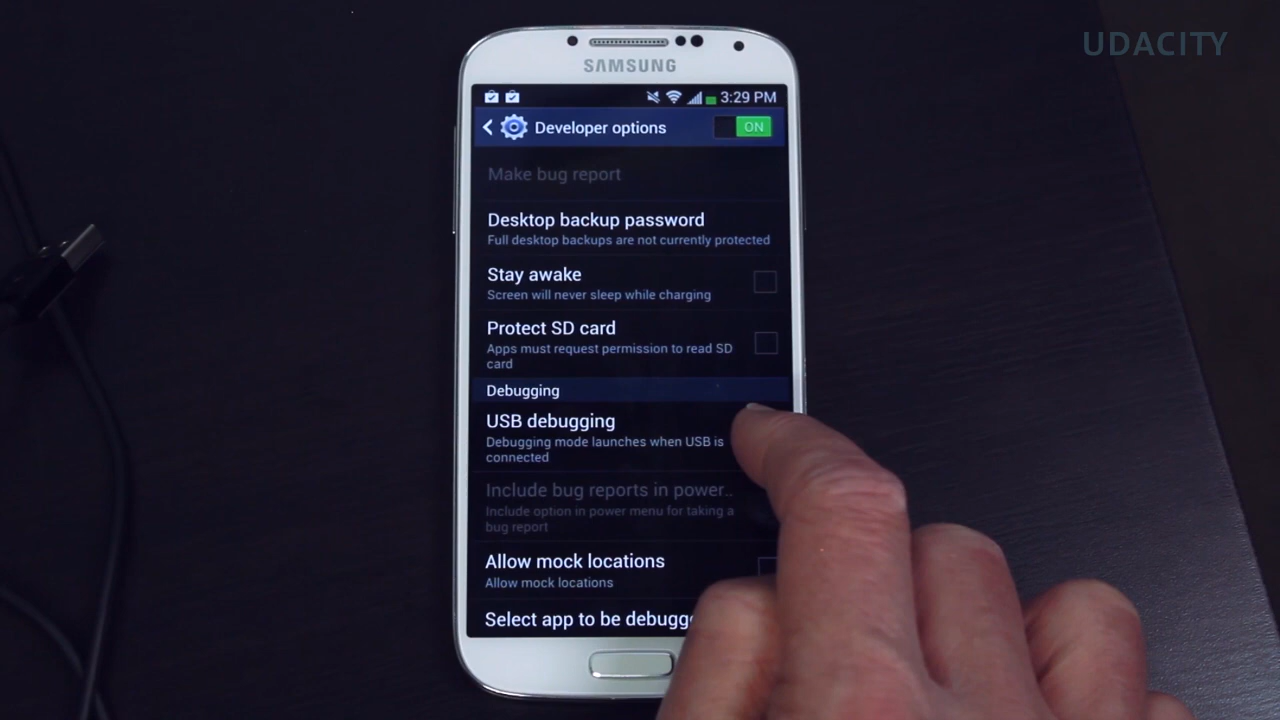 UDACITY
SAMSUNG
3:29 PM
Developer options
ON
Make bug report
Desktop backup password
Full desktop backups are not currently protected
Stay awake
Screen will never sleep while charging
Protect SD card
Apps must request permission to read SD
card
Debugging
USB debugging
Debugging mode launches when USB is
connected
Include bug reports in power..
Include option in power menu for taking a
bug report
Allow mock locations
Allow mock locations
Select app to be debugge